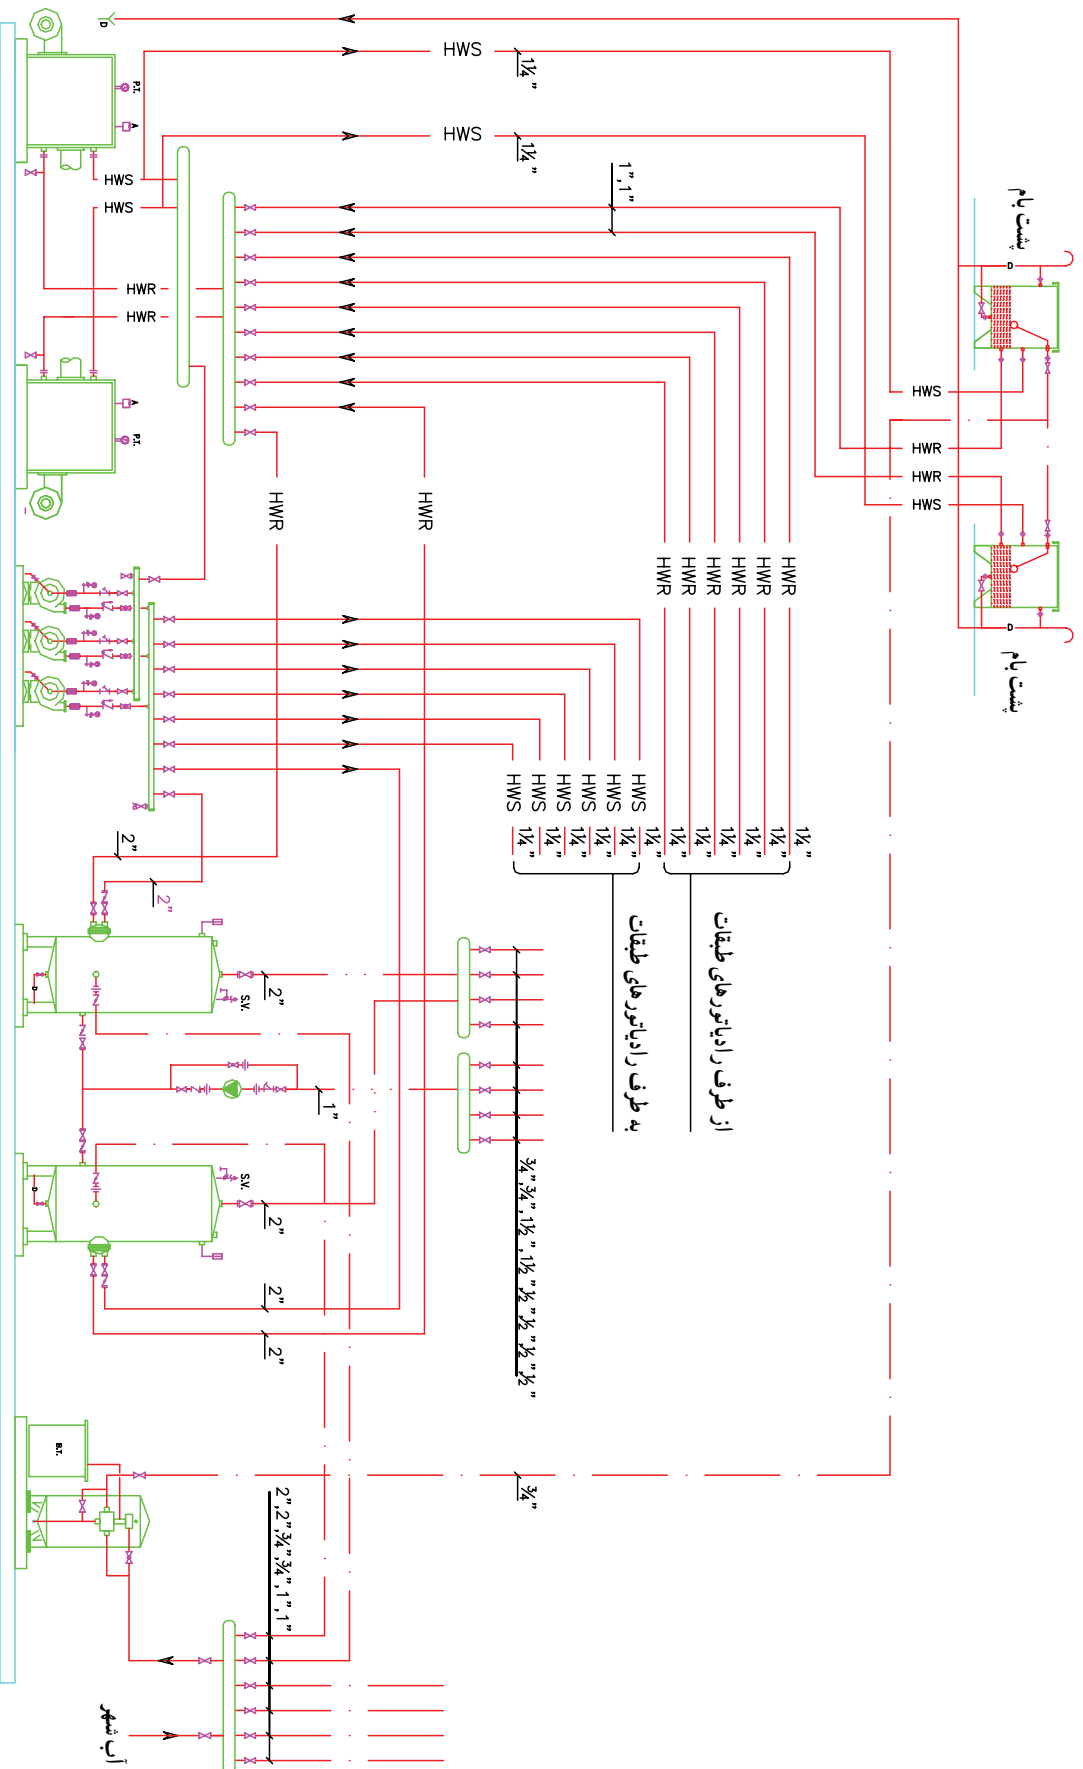 D
HWS
1¼"
HWS
1¼"
1",1"
P.T.
A
HWS
HWS
HWR
HWR
A
P.T.
پشت بام
D
HWS
HWR
HWR
HWS
D
پشت بام
HWR
HWR
HWR
HWR
HWR
HWR
HWR
HWR
HWS
HWS
HWS
HWS
HWS
HWS
1¼"
1¼"
1¼"
1¼"
1¼"
1¼"
1¼"
1¼"
1¼"
1¼"
1¼"
1¼"
از طرف رادیاتورهای طبقات
به طرف رادیاتورهای طبقات
2"
2"
2"
S.V.
D
1"
S.V.
D
2"
2"
2"
¾",¾",1½",1½",½",½",½",½"
B.T.
¾"
2",2",¾",¾",1",1"
آب شهر